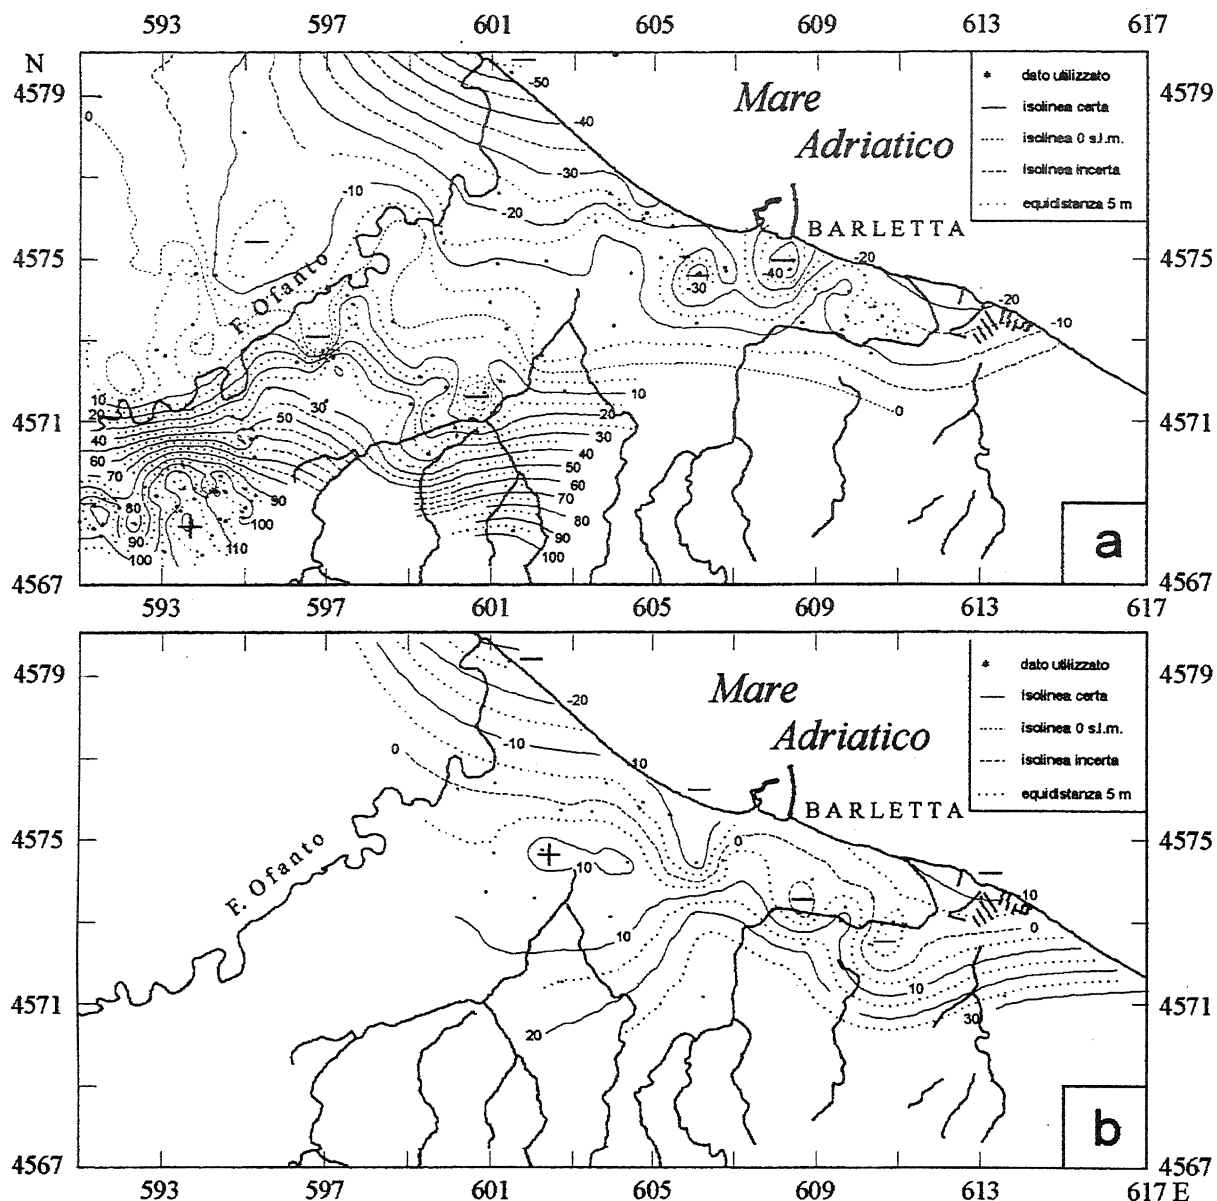 593 597 601 605 609 613 617
N
4579 4579
4575 4575
4571 4571
4567 4567
Mare
Adriatico
BARLETTA
F. Ofanto
* dato utilizzato
isolinea certa
isolinea 0 s.l.m.
isolinea incerta
equidistanza 5 m
0
-50
-40
-30
-10
-20
-30
-40
-20
-20
-10
10
20
40
60
70
80
90
100
30
50
90
100
110
10
20
30
40
50
60
70
80
90
100
0
a
593 597 601 605 609 613 617
4579 4579
4575 4575
4571 4571
4567 4567
Mare
Adriatico
BARLETTA
F. Ofanto
* dato utilizzato
isolinea certa
isolinea 0 s.l.m.
isolinea incerta
equidistanza 5 m
-20
-10
0
10
0
10
10
0
10
10
20
30
b
593 597 601 605 609 613 617 E